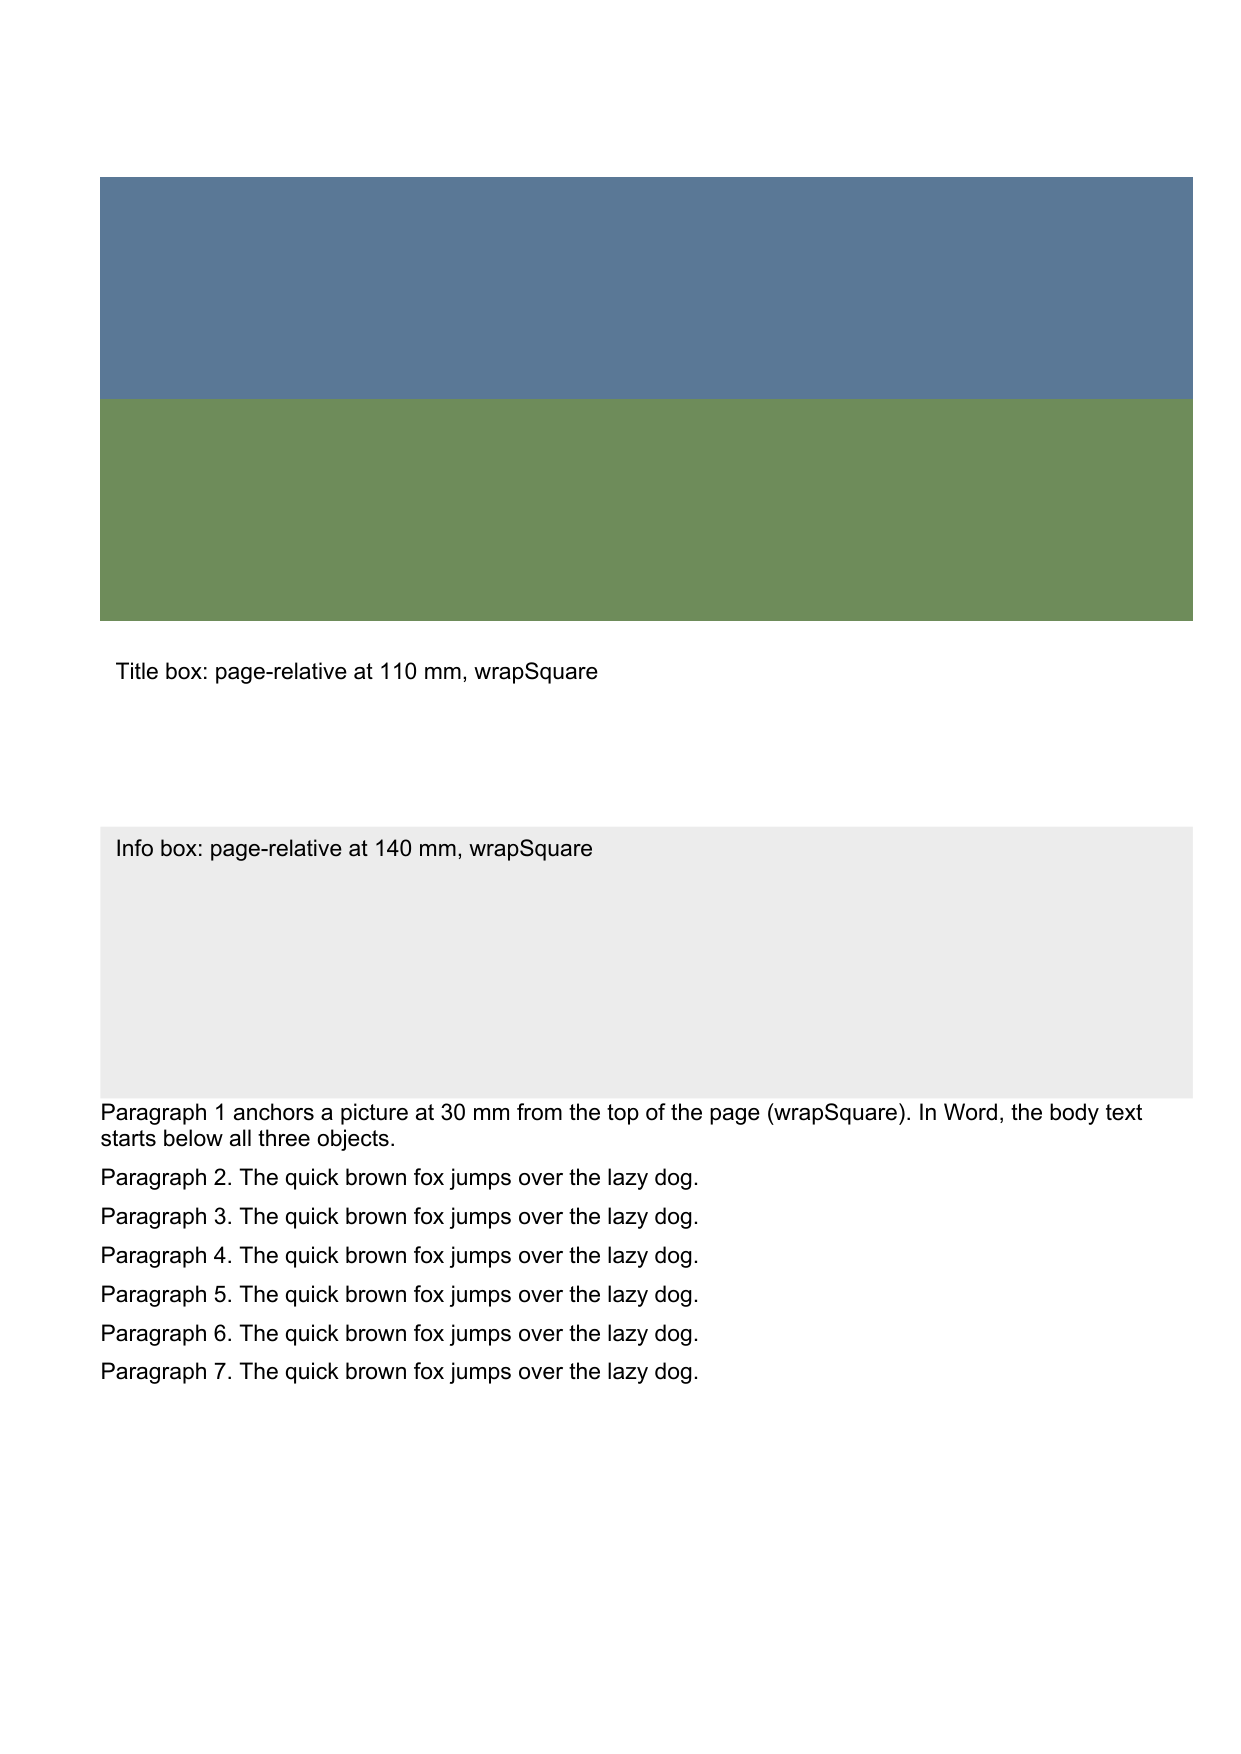 Title box: page-relative at 110 mm, wrapSquare
Info box: page-relative at 140 mm, wrapSquare
Paragraph 1 anchors a picture at 30 mm from the top of the page (wrapSquare). In Word, the body text
starts below all three objects.
Paragraph 2. The quick brown fox jumps over the lazy dog.
Paragraph 3. The quick brown fox jumps over the lazy dog.
Paragraph 4. The quick brown fox jumps over the lazy dog.
Paragraph 5. The quick brown fox jumps over the lazy dog.
Paragraph 6. The quick brown fox jumps over the lazy dog.
Paragraph 7. The quick brown fox jumps over the lazy dog.